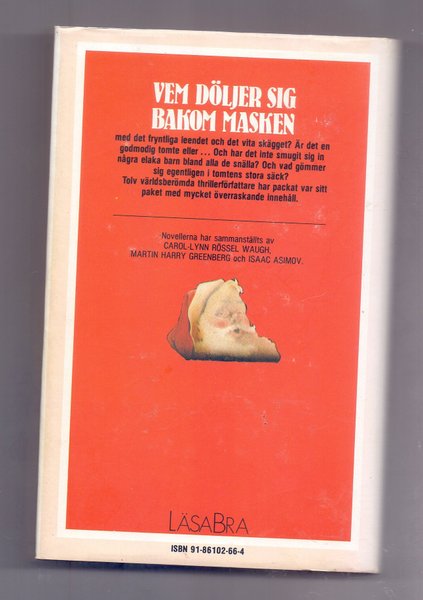 VEM DÖLJER SIG
BAKOM MASKEN
med det fryntliga leendet och det vita skägget? Är det en
godmodig tomte eller . . . Och har det inte smugit sig in
några elaka barn bland alla de snälla? Och vad gömmer
sig egentligen i tomtens stora säck?
Tolv världsberömda thrillerförfattare har packat var sitt
paket med mycket överraskande innehåll.
Novellerna har sammanställts av
CAROL-LYNN RÖSSEL WAUGH,
MARTIN HARRY GREENBERG och ISAAC ASIMOV.
LÄSABRA
ISBN 91-86102-66-4